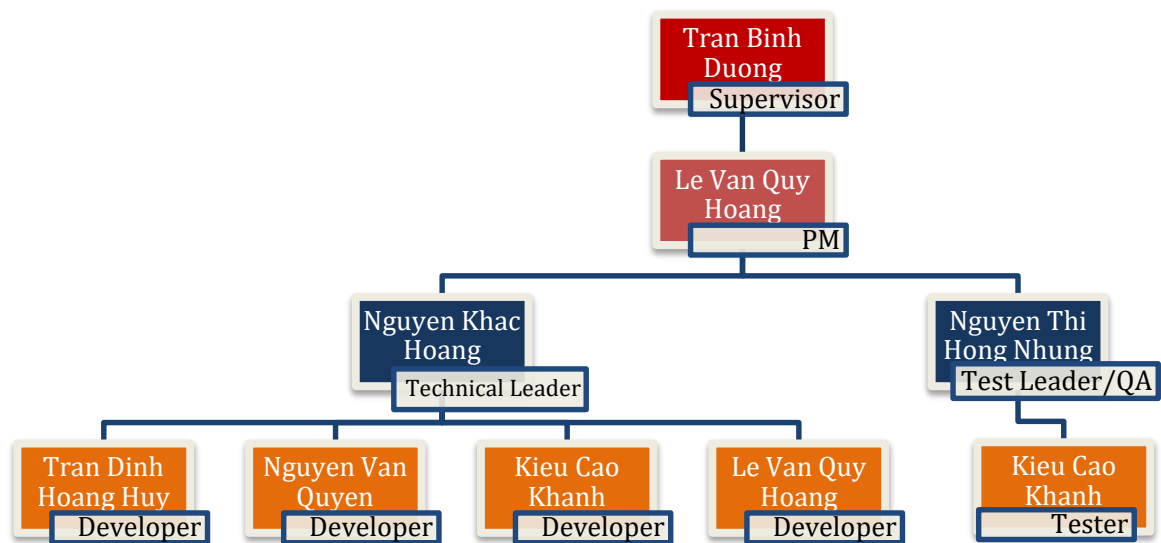 Tran Binh
Duong
Supervisor
Le Van Quy
Hoang
PM
Nguyen Khac
Hoang
Technical Leader
Nguyen Thi
Hong Nhung
Test Leader/QA
Tran Dinh
Hoang Huy
Developer
Nguyen Van
Quyen
Developer
Kieu Cao
Khanh
Developer
Le Van Quy
Hoang
Developer
Kieu Cao
Khanh
Tester